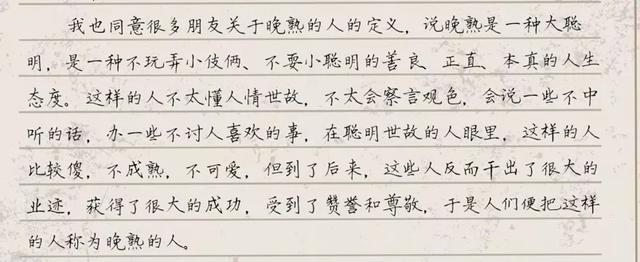 我也同意很多朋友关于晚熟的人的定义，说晚熟是一种大聪
明，是一种不玩弄小伎俩、不耍小聪明的善良、正直、本真的人生
态度。这样的人不太懂人情世故，不太会察言观色，会说一些不中
听的话，办一些不讨人喜欢的事，在聪明世故的人眼里，这样的人
比较傻，不成熟，不可爱，但到了后来，这些人反而干出了很大的
业迹，获得了很大的成功，受到了赞誉和尊敬，于是人们便把这样
的人称为晚熟的人。